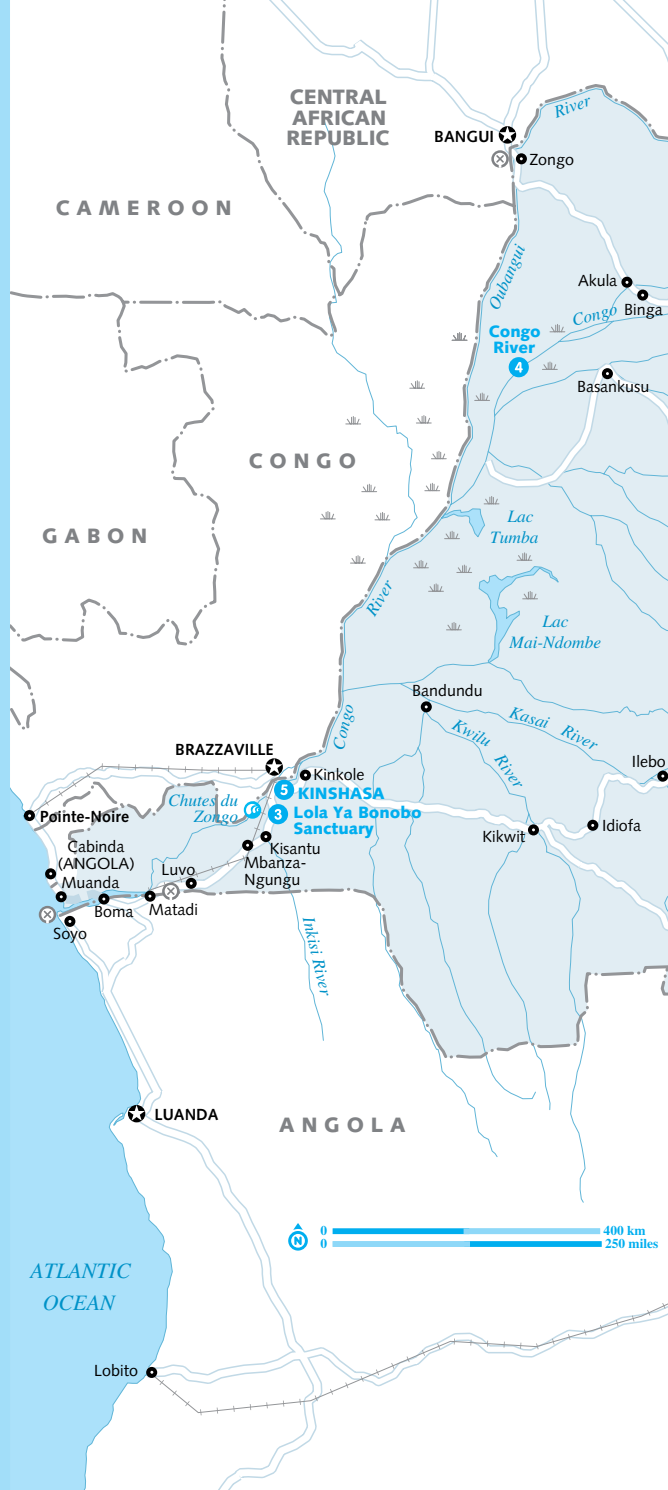 CENTRAL
AFRICAN
REPUBLIC
River
BANGUI
Zongo
CAMEROON
Oubangui
Akula
Binga
Congo
Congo
River
4
Basankusu
CONGO
GABON
Lac
Tumba
River
Lac
Mai-Ndombe
Bandundu
Congo
Kasai River
Kwilu River
BRAZZAVILLE
Ilebo
Kinkole
5 KINSHASA
Chutes du
Zongo
3 Lola Ya Bonobo
Sanctuary
Pointe-Noire
Idiofa
Kikwit
Cabinda
(ANGOLA)
Kisantu
Mbanza-
Ngungu
Luvo
Muanda
Boma
Matadi
Soyo
Inkisi River
LUANDA
ANGOLA
N
0 400 km
0 250 miles
ATLANTIC
OCEAN
Lobito